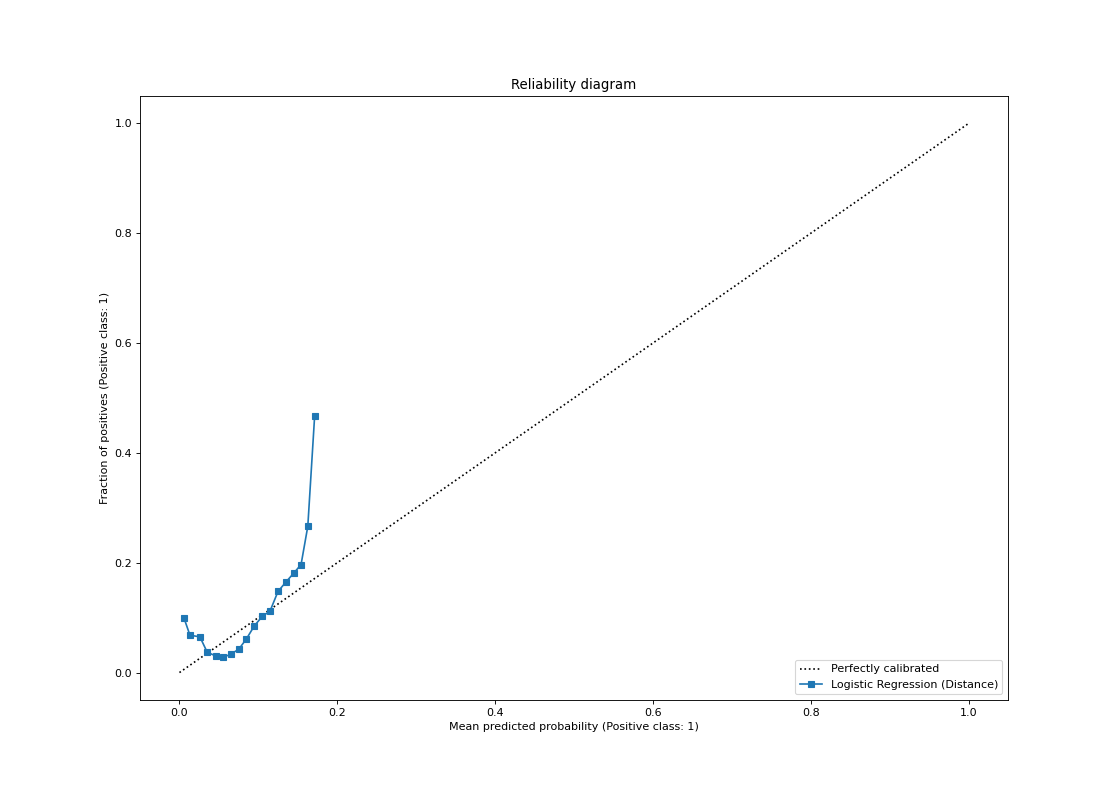 Reliability diagram
Fraction of positives (Positive class: 1)
1.0
0.8
0.6
0.4
0.2
0.0
0.0 0.2 0.4 0.6 0.8 1.0
Mean predicted probability (Positive class: 1)
Perfectly calibrated
Logistic Regression (Distance)